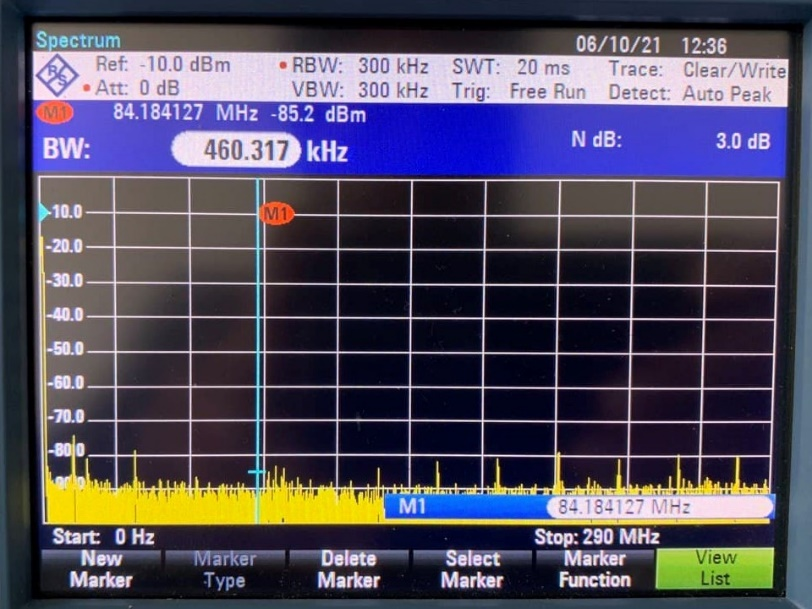 Spectrum 06/10/21 12:36
Ref: -10.0 dBm • RBW: 300 kHz SWT: 20 ms Trace: Clear/Write
• Att: 0 dB VBW: 300 kHz Trig: Free Run Detect: Auto Peak
M1 84.184127 MHz -85.2 dBm
BW: 460.317 kHz N dB: 3.0 dB
M1
-10.0
-20.0
-30.0
-40.0
-50.0
-60.0
-70.0
-80.0
-90.0
M1 84.184127 MHz
Start: 0 Hz Stop: 290 MHz
New Marker Delete Select Marker View
Marker Type Marker Marker Function List